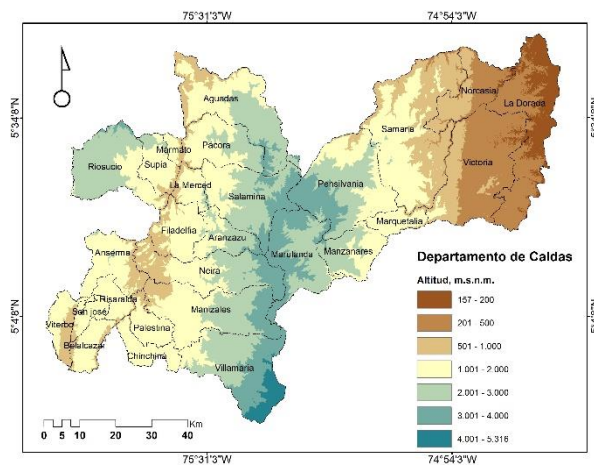 75°31'3"W 74°54'3"W
5°34'8"N
5°4'8"N
Aguadas
Norcasia
La Dorada
Samana
Victoria
Marmato
Pacora
Riosucio
Supia
La Merced
Salamina
Pensilvania
Marquetalia
Filadelfia
Aranzazu
Marulanda
Manzanares
Anserma
Neira
Risaralda
San José
Viterbo
Belalcazar
Palestina
Manizales
Chinchina
Villamaria
Departamento de Caldas
Altitud, m.s.n.m.
157 - 200
201 - 500
501 - 1.000
1.001 - 2.000
2.001 - 3.000
3.001 - 4.000
4.001 - 5.316
Km
0 5 10 20 30 40
75°31'3"W 74°54'3"W